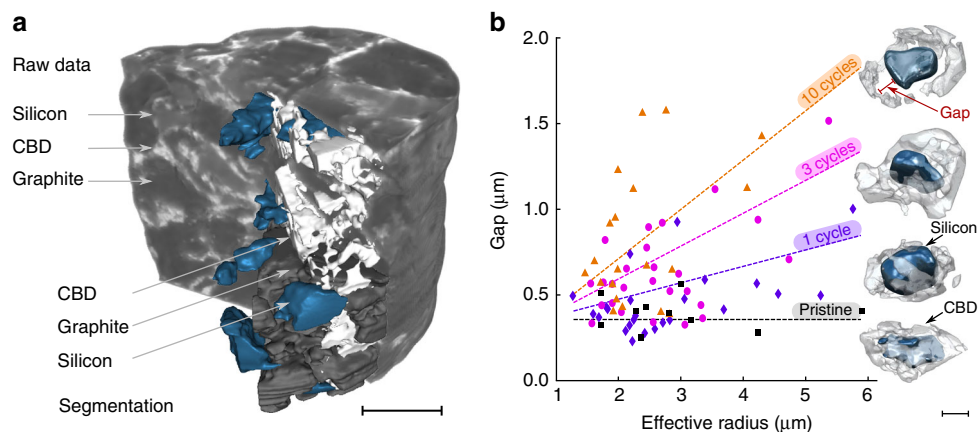 a
Raw data
Silicon
CBD
Graphite
CBD
Graphite
Silicon
Segmentation
b
2.0
1.5
1.0
0.5
0.0
Gap (μm)
1 2 3 4 5 6
Effective radius (μm)
10 cycles
3 cycles
1 cycle
Pristine
Gap
Silicon
CBD